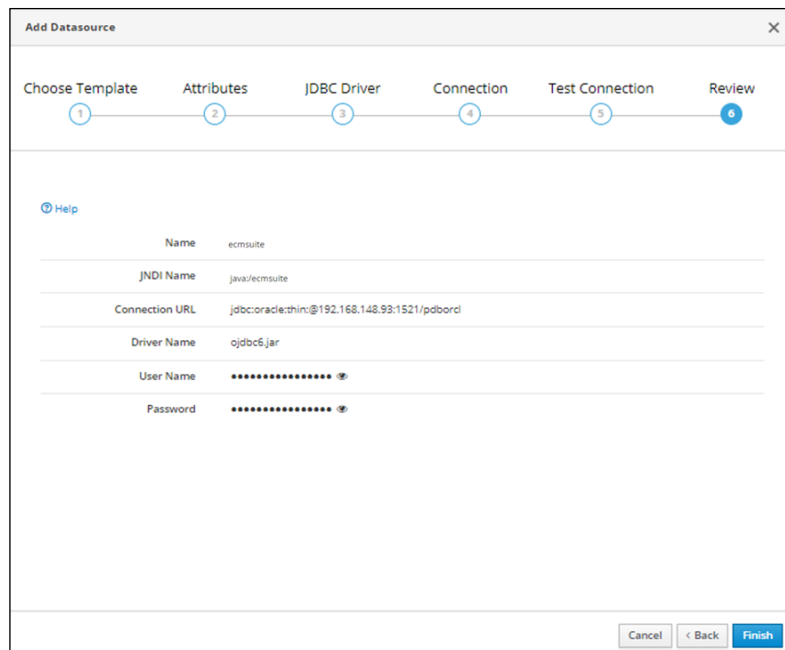 Add Datasource
Choose Template Attributes JDBC Driver Connection Test Connection Review
1 2 3 4 5 6
Help
Name ecmsuite
JNDI Name java:/ecmsuite
Connection URL jdbc:oracle:thin:@192.168.148.93:1521/pdborcl
Driver Name ojdbc6.jar
User Name ••••••••••••••••
Password ••••••••••••••••
Cancel < Back Finish